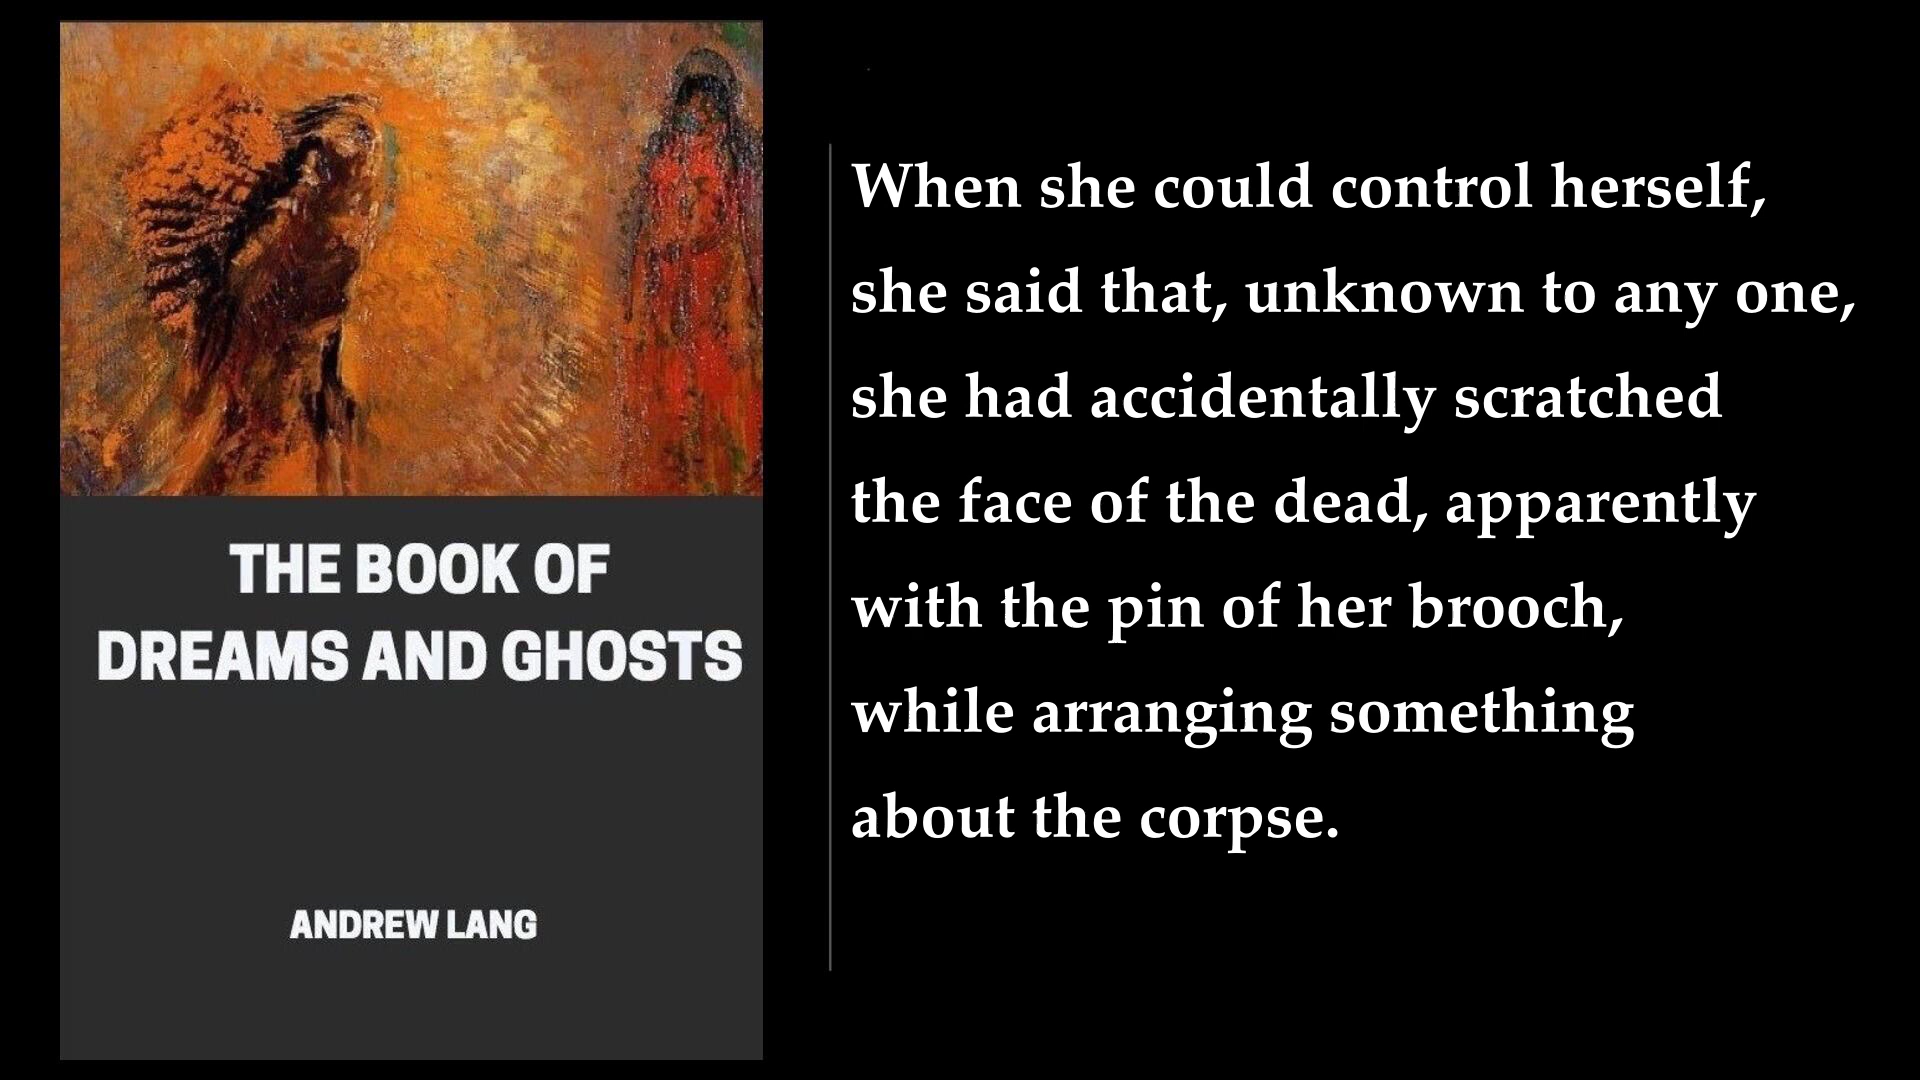 THE BOOK OF
DREAMS AND GHOSTS
ANDREW LANG
When she could control herself,
she said that, unknown to any one,
she had accidentally scratched
the face of the dead, apparently
with the pin of her brooch,
while arranging something
about the corpse.